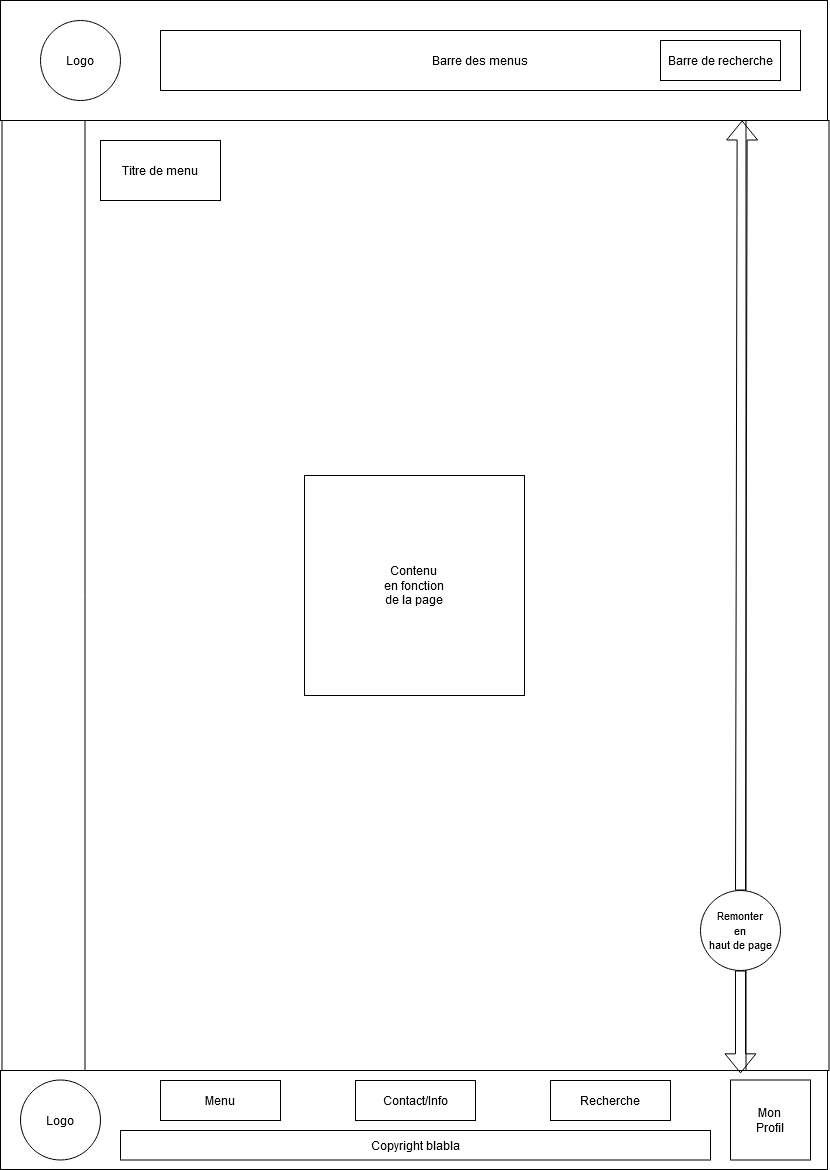 Logo
Barre des menus
Barre de recherche
Titre de menu
Contenu
en fonction
de la page
Remonter
en
haut de page
Logo
Menu
Contact/Info
Recherche
Mon
Profil
Copyright blabla